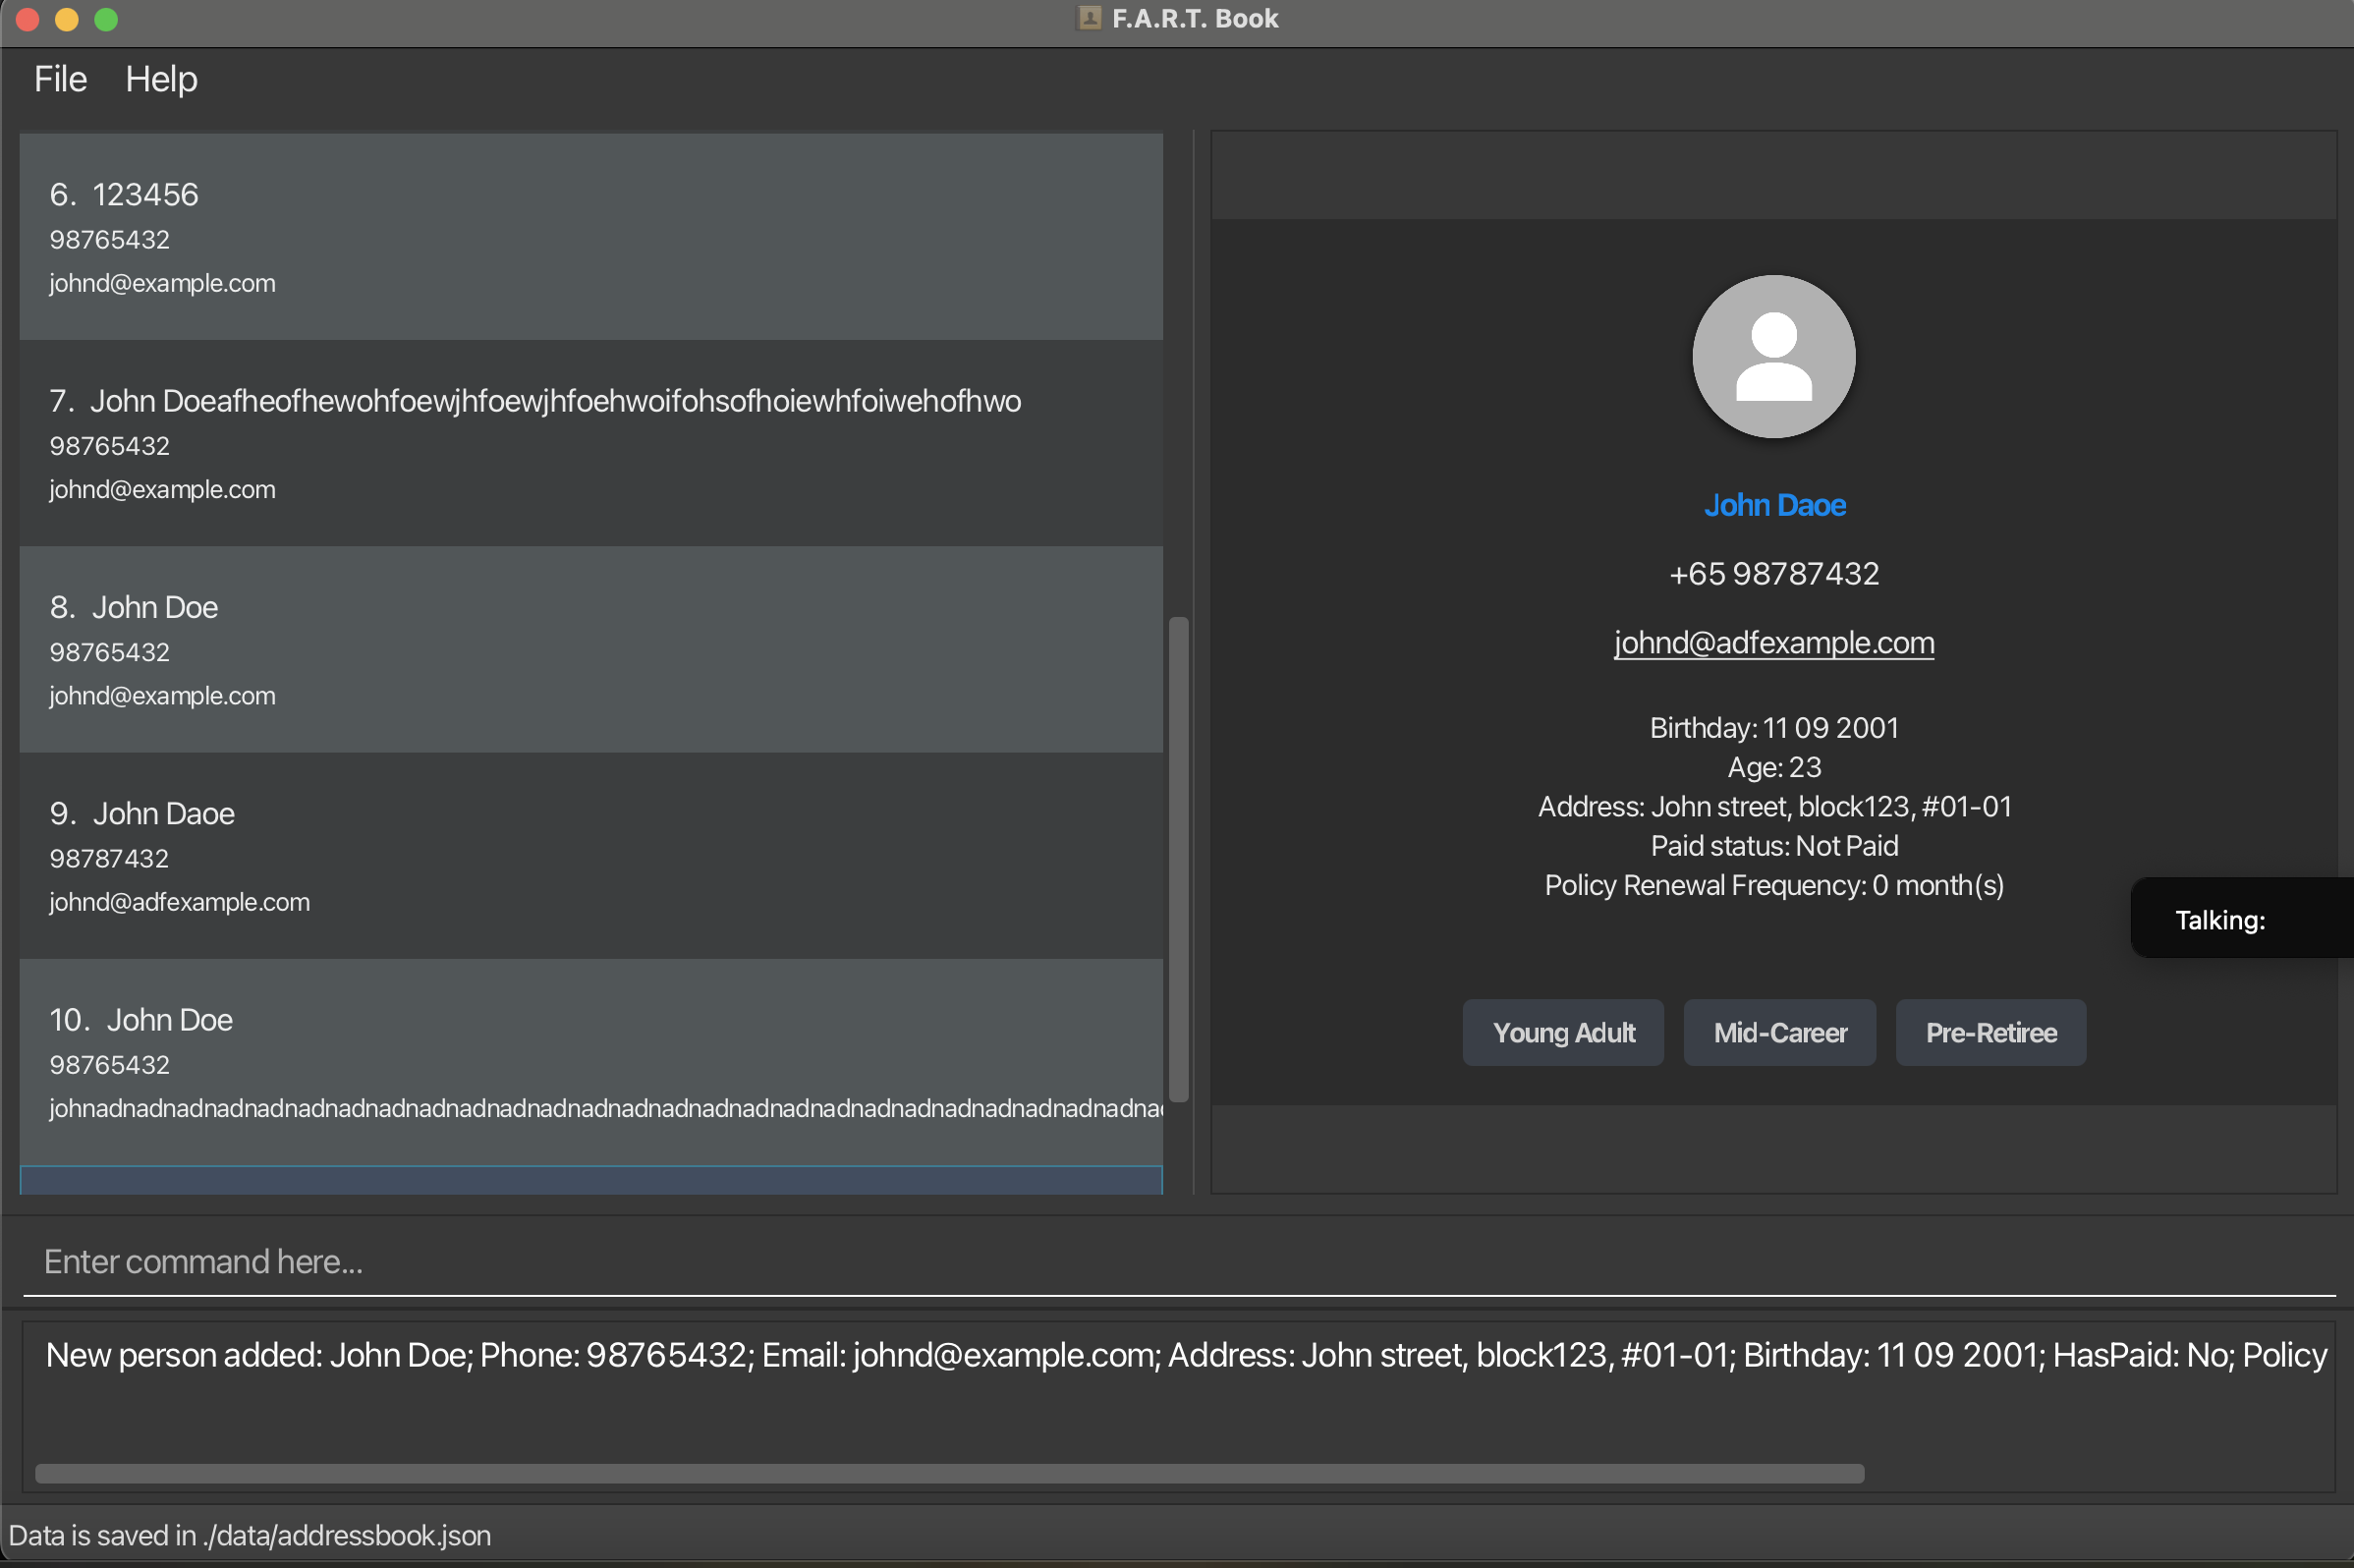 F.A.R.T. Book
File Help
6. 123456
98765432
johnd@example.com
7. John Doeafheofhewohfoewjhfoewjhfoehwoifohsofhoiewhfoiwehofhwo
98765432
johnd@example.com
8. John Doe
98765432
johnd@example.com
9. John Daoe
98787432
johnd@adfexample.com
10. John Doe
98765432
johnadnadnadnadnadnadnadnadnadnadnadnadnadnadnadnadnadnadnadnadnadnadnadnadnadnadnad
John Daoe
+65 98787432
johnd@adfexample.com
Birthday: 11 09 2001
Age: 23
Address: John street, block123, #01-01
Paid status: Not Paid
Policy Renewal Frequency: 0 month(s)
Talking:
Young Adult Mid-Career Pre-Retiree
Enter command here...
New person added: John Doe; Phone: 98765432; Email: johnd@example.com; Address: John street, block123, #01-01; Birthday: 11 09 2001; HasPaid: No; Policy
Data is saved in ./data/addressbook.json